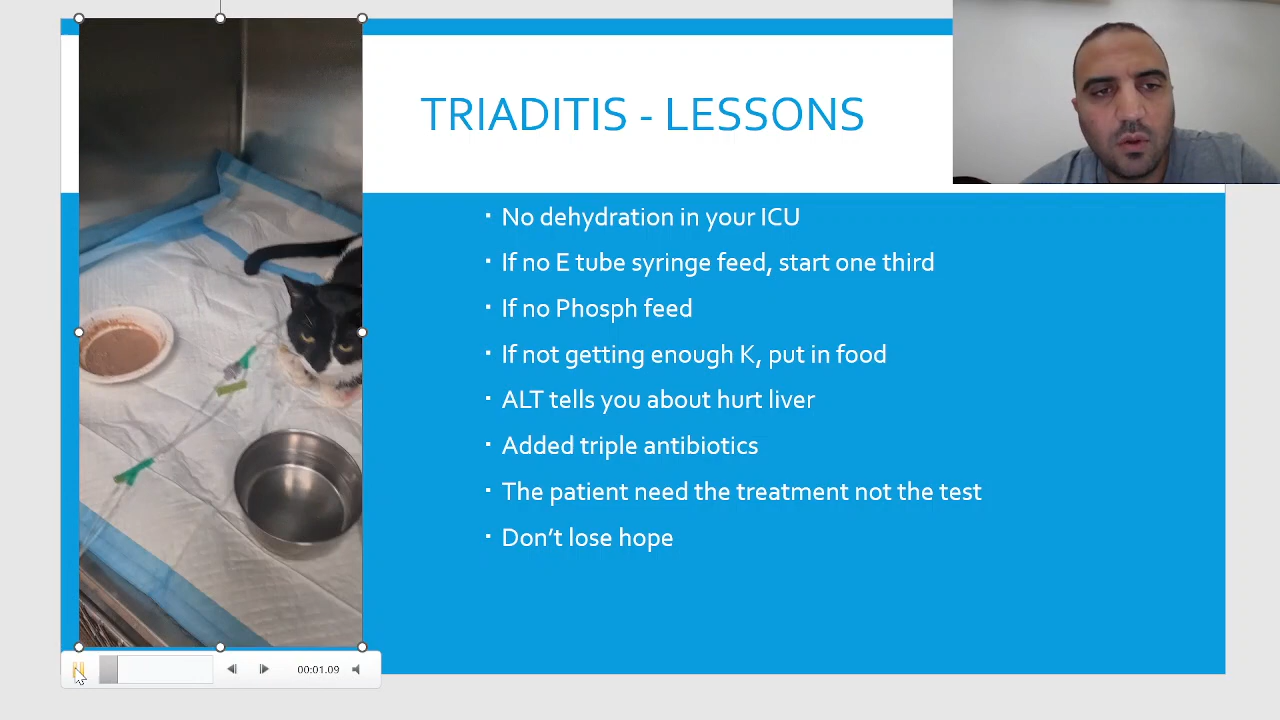 TRIADITIS - LESSONS
▪ No dehydration in your ICU
▪ If no E tube syringe feed, start one third
▪ If no Phosph feed
▪ If not getting enough K, put in food
▪ ALT tells you about hurt liver
▪ Added triple antibiotics
▪ The patient need the treatment not the test
▪ Don’t lose hope
00:01.09